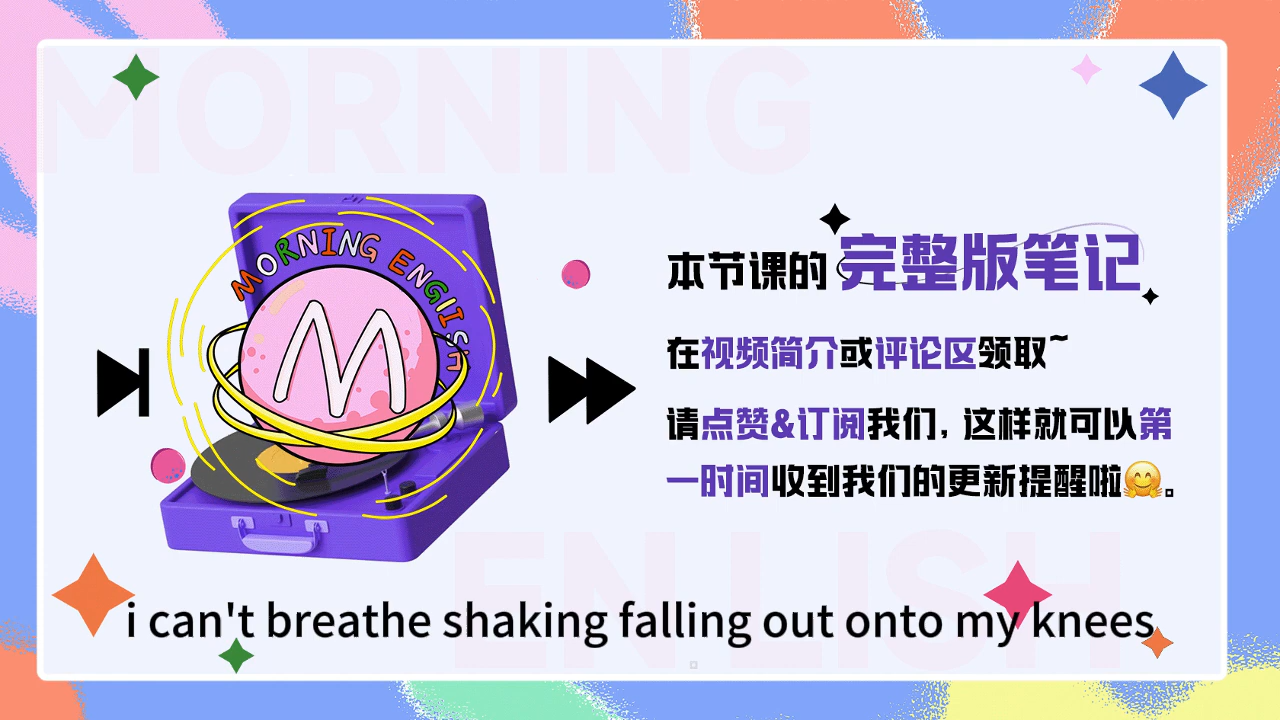 MORNING
MORNING ENGlISH
M
本节课的 完整版笔记
在视频简介或评论区领取~
请点赞&订阅我们，这样就可以第
一时间收到我们的更新提醒啦🤗。
EN LISH
i can't breathe shaking falling out onto my knees